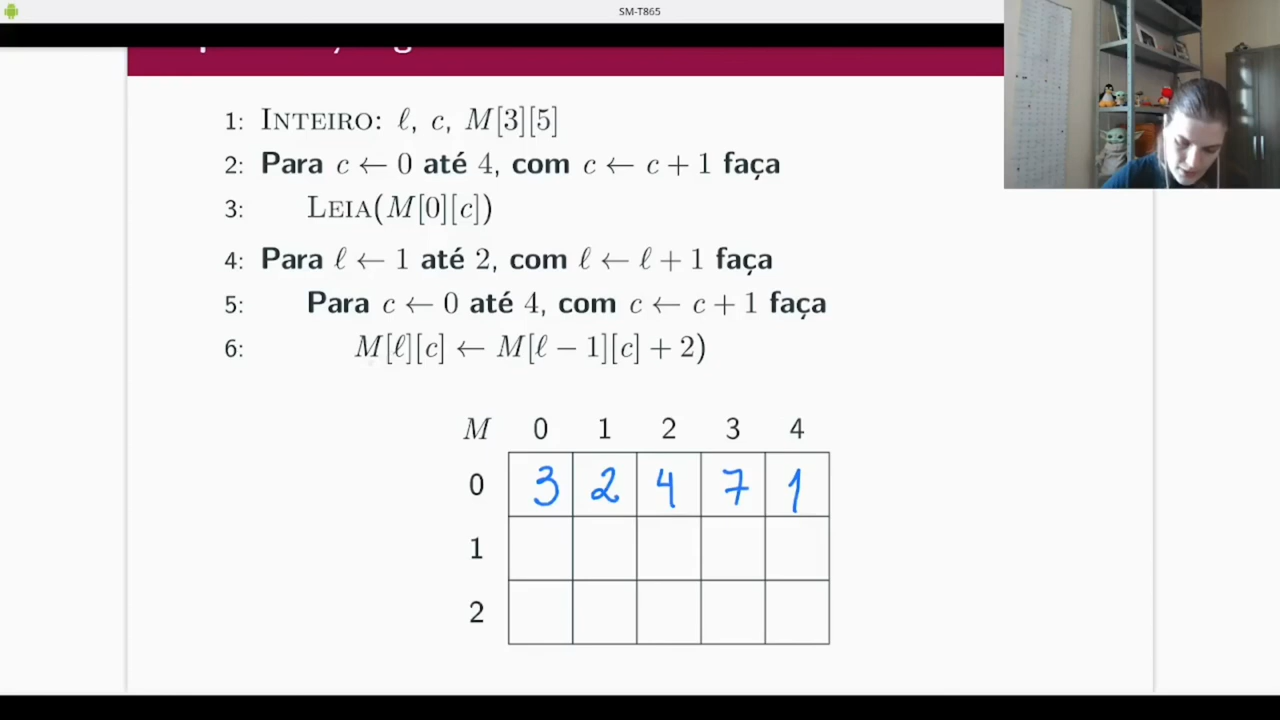 SM-T865
1: INTEIRO: ℓ, c, M[3][5]
2: Para c ← 0 até 4, com c ← c + 1 faça
3: LEIA(M[0][c])
4: Para ℓ ← 1 até 2, com ℓ ← ℓ + 1 faça
5: Para c ← 0 até 4, com c ← c + 1 faça
6: M[ℓ][c] ← M[ℓ − 1][c] + 2)
M 0 1 2 3 4
0 3 2 4 7 1
1
2